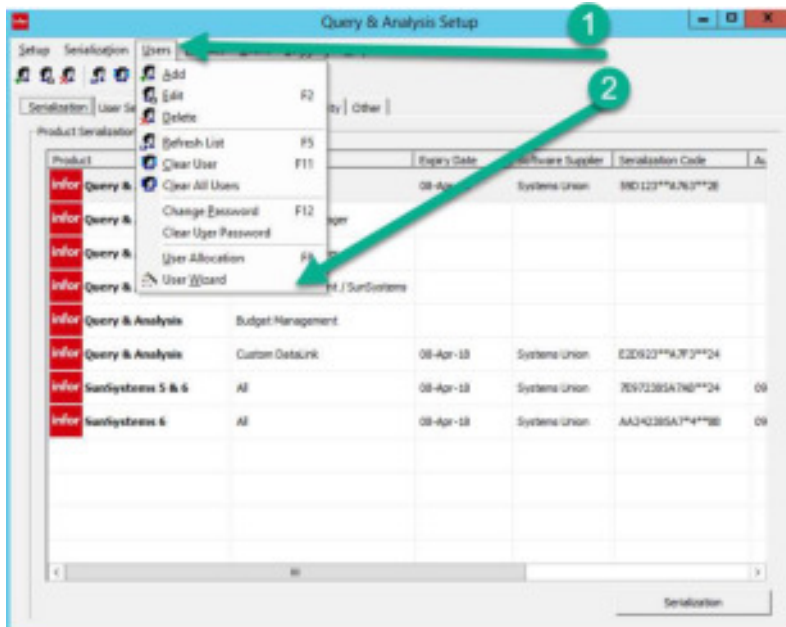 Query & Analysis Setup
1
Setup Serialization Users
Add
2
Edit F2
Serialization User Other
Delete
Product Serialization
Refresh List F5
Product Expiry Date Software Supplier Serialization Code
Clear User F11
infor Query & 08-Apr-18 Systems Union
Clear All Users
Change Password F12
infor Query &
Clear User Password
infor Query &
User Allocation
infor Query & / SunSystems
User Wizard
infor Query & Analysis Budget Management
infor Query & Analysis Custom DataLink 08-Apr-18 Systems Union
infor SunSystems 5 & 6 All 08-Apr-18 Systems Union
infor SunSystems 6 All 08-Apr-18 Systems Union
Serialization